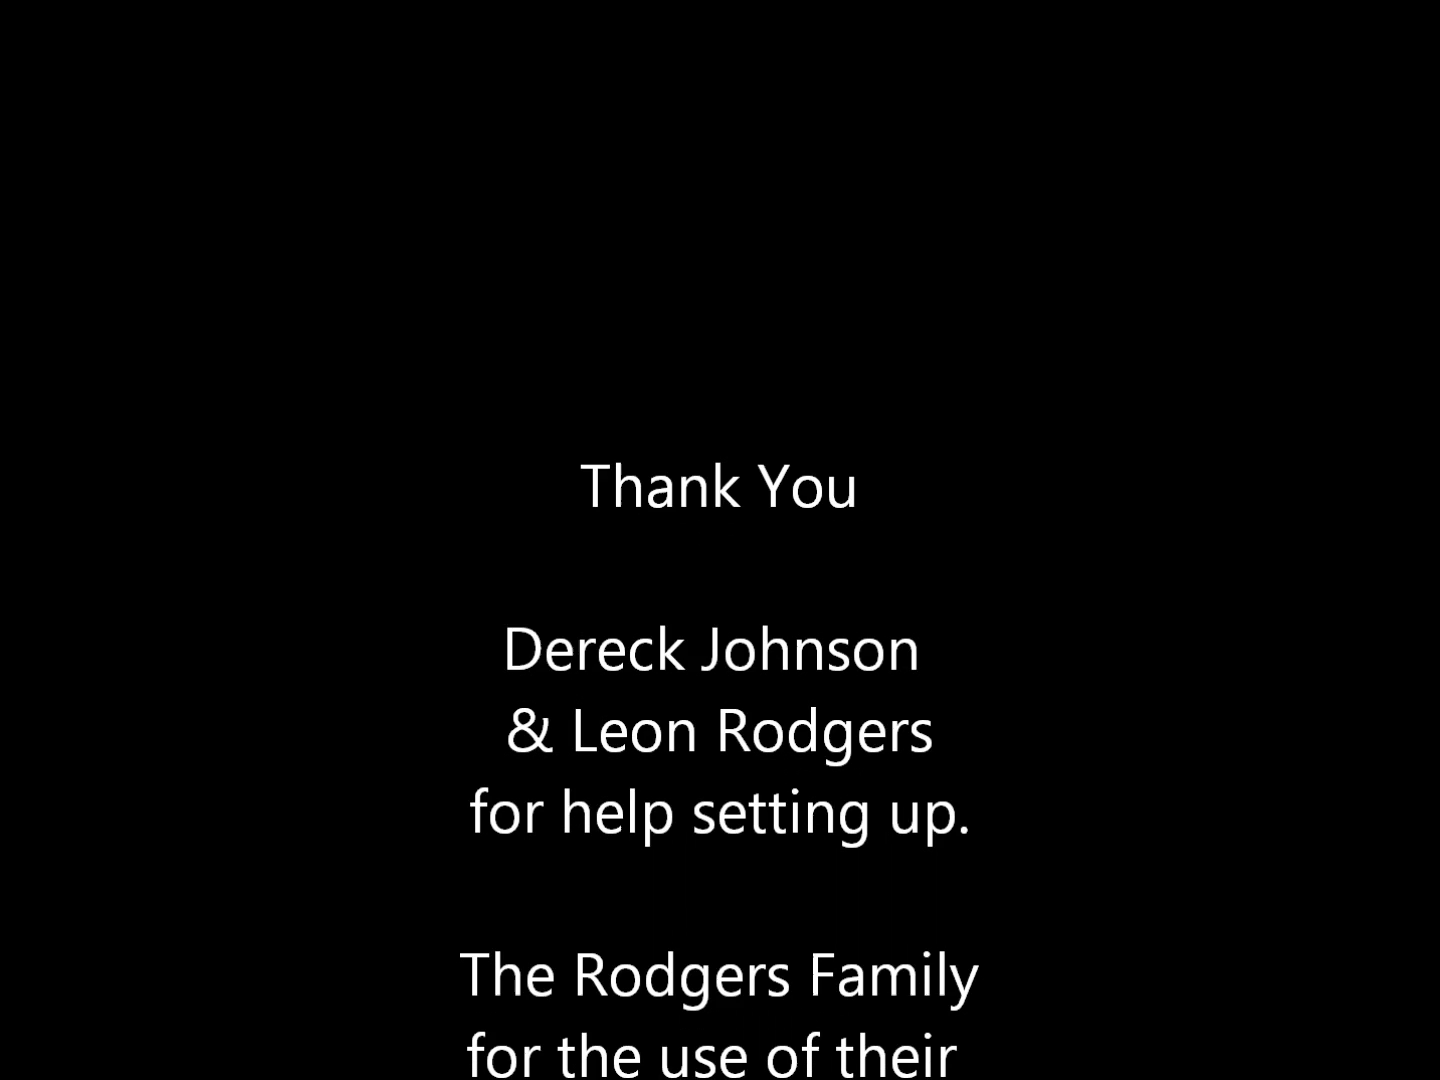 Thank You
Dereck Johnson
& Leon Rodgers
for help setting up.
The Rodgers Family
for the use of their